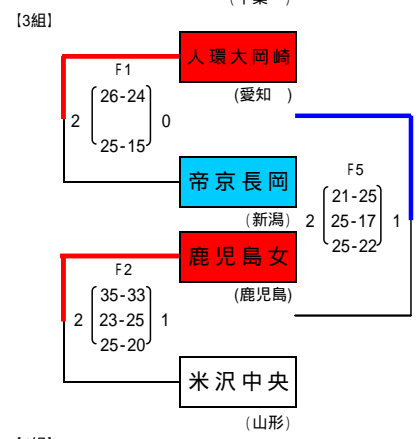 【3組】
人環大岡崎
(愛知　)
F1
26-24
2 0
25-15
帝京長岡
(新潟)
F5
21-25
2 25-17 1
25-22
鹿児島女
(鹿児島)
F2
35-33
2 23-25 1
25-20
米沢中央
(山形)